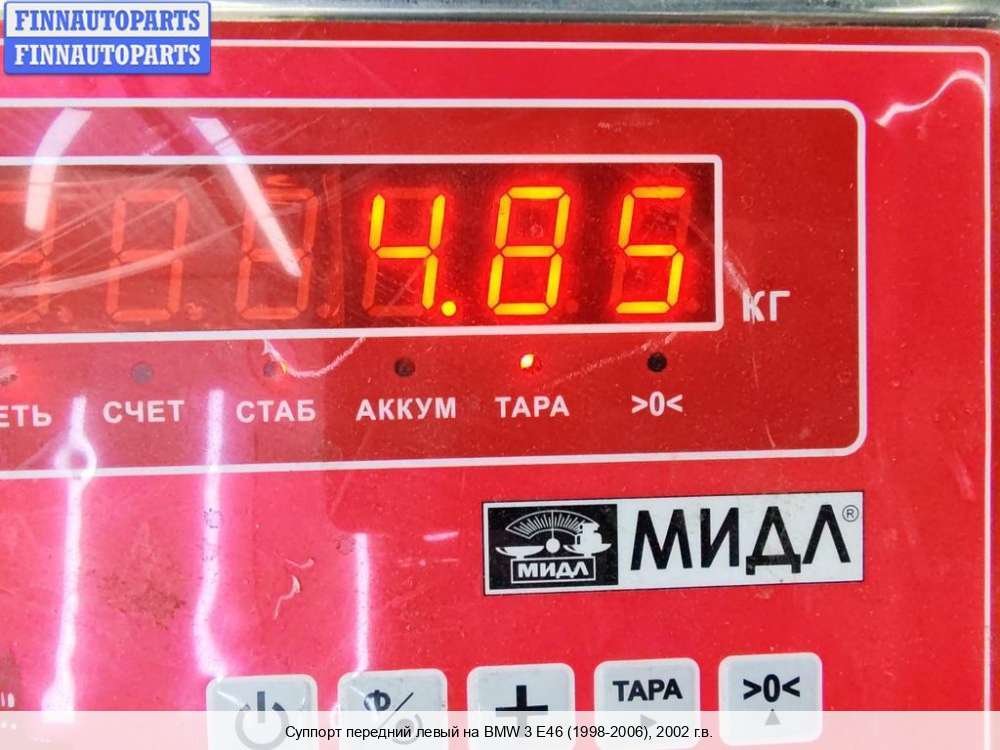 FINNAUTOPARTS
FINNAUTOPARTS
4.85
КГ
СЧЕТ СТАБ АККУМ ТАРА >0<
МИДЛ МИДЛ®
ТАРА >0<
Суппорт передний левый на BMW 3 E46 (1998-2006), 2002 г.в.